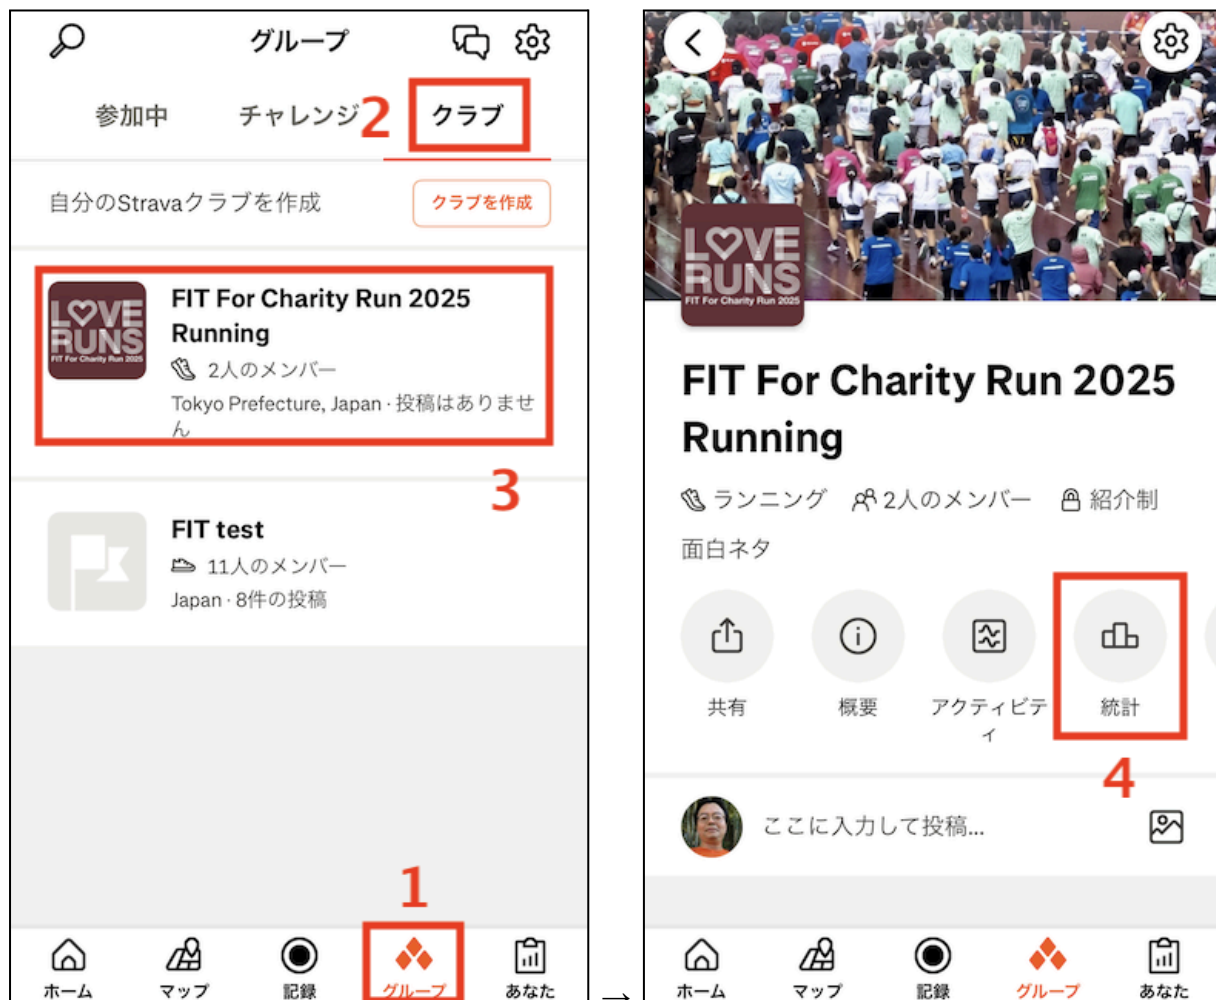 グループ
参加中
チャレンジ
2
クラブ
自分のStravaクラブを作成
クラブを作成
LOVE
RUNS
FIT For Charity Run 2025
FIT For Charity Run 2025
Running
2人のメンバー
Tokyo Prefecture, Japan · 投稿はありませ
ん
3
FIT test
11人のメンバー
Japan · 8件の投稿
1
ホーム
マップ
記録
グループ
あなた
→
LOVE
RUNS
FIT For Charity Run 2025
FIT For Charity Run 2025
Running
ランニング
2人のメンバー
紹介制
面白ネタ
共有
概要
アクティビテ
ィ
統計
4
ここに入力して投稿...
ホーム
マップ
記録
グループ
あなた